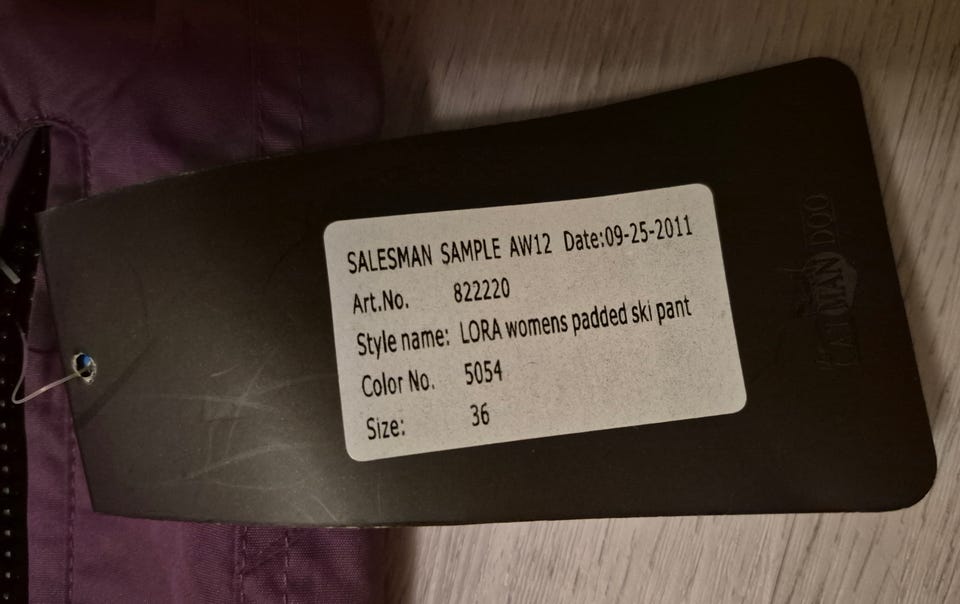 SALESMAN SAMPLE AW12 Date:09-25-2011
Art.No. 822220
Style name: LORA womens padded ski pant
Color No. 5054
Size: 36
CATMANDOO